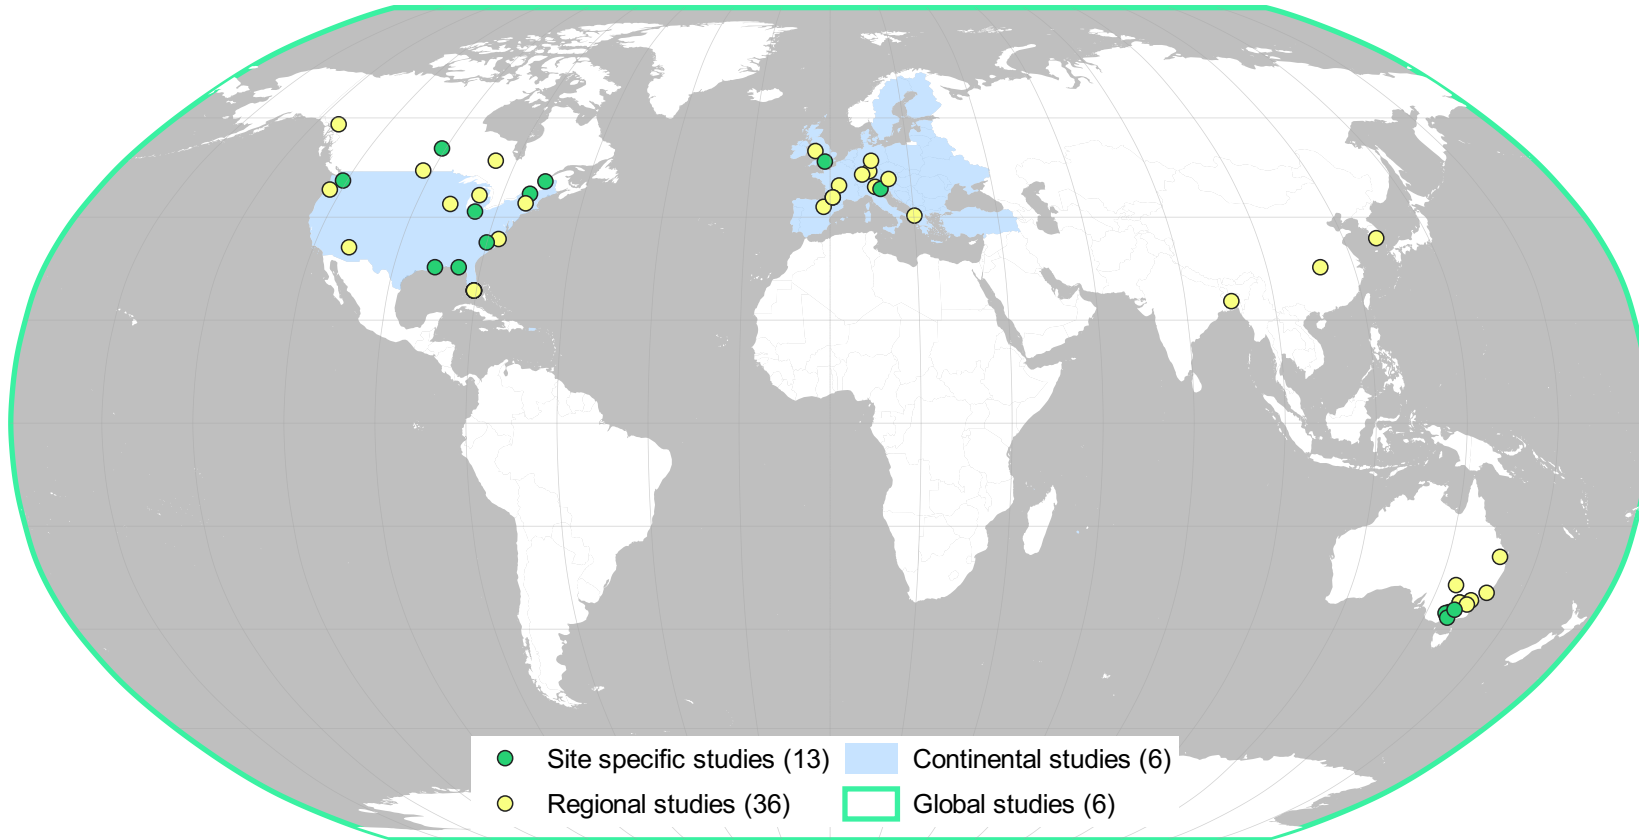 Site specific studies (13)
Continental studies (6)
Regional studies (36)
Global studies (6)